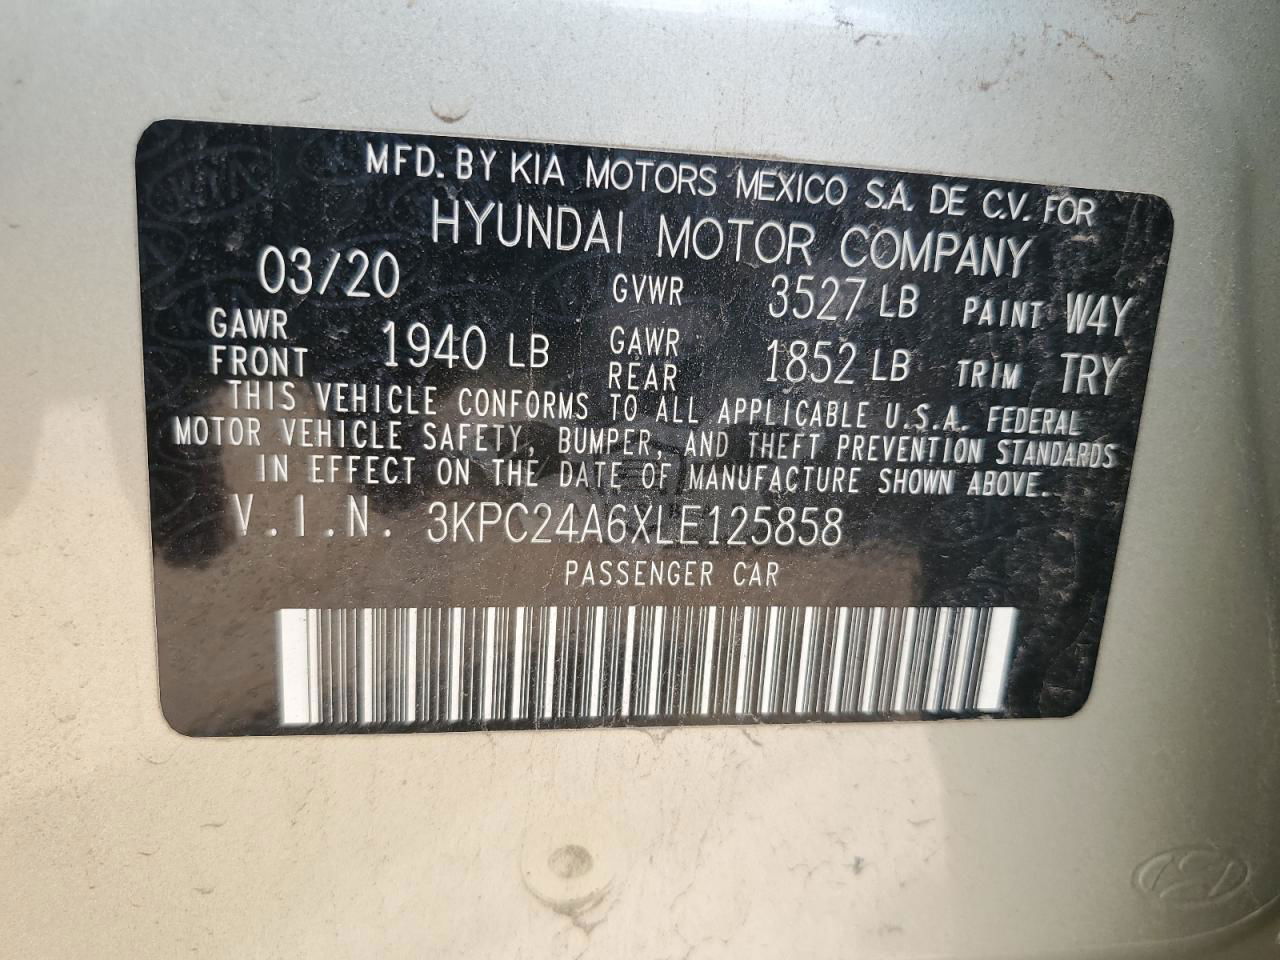 MFD. BY KIA MOTORS MEXICO S.A. DE C.V. FOR
HYUNDAI MOTOR COMPANY
03/20 GVWR 3527 LB PAINT W4Y
GAWR FRONT 1940 LB GAWR REAR 1852 LB TRIM TRY
THIS VEHICLE CONFORMS TO ALL APPLICABLE U.S.A. FEDERAL
MOTOR VEHICLE SAFETY, BUMPER, AND THEFT PREVENTION STANDARDS
IN EFFECT ON THE DATE OF MANUFACTURE SHOWN ABOVE.
V.I.N. 3KPC24A6XLE125858
PASSENGER CAR